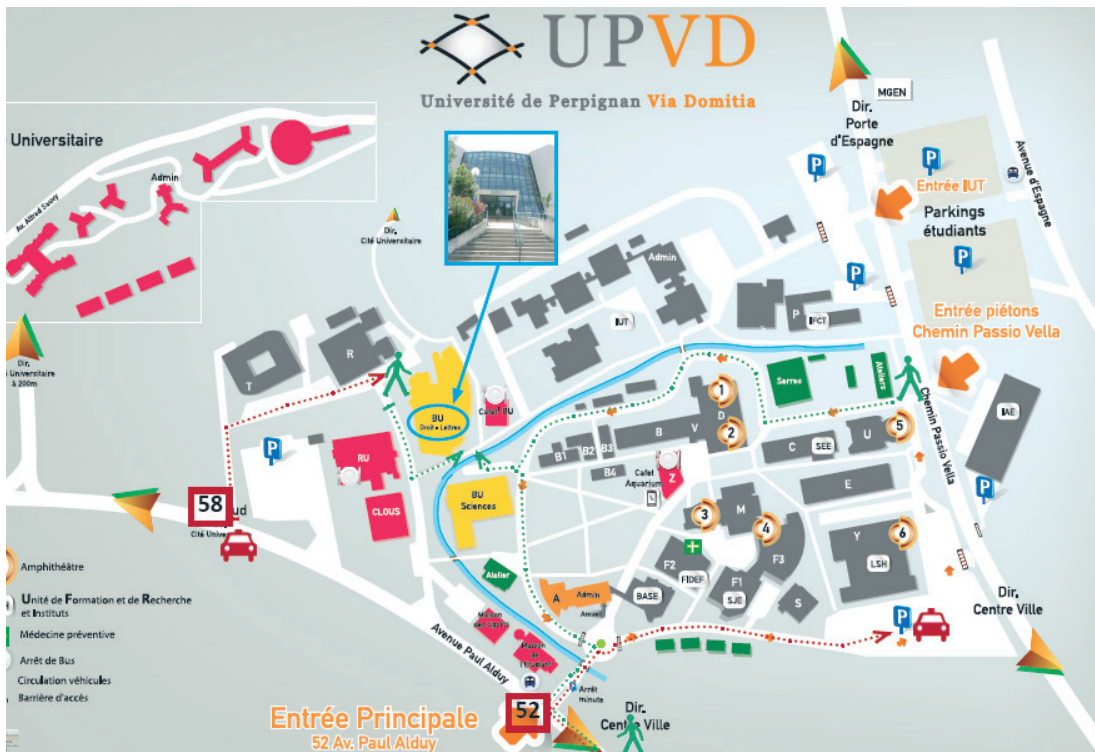 UPVD
Université de Perpignan Via Domitia
MGEN
Dir.
Porte
d'Espagne
Avenue d'Espagne
P
P
Entrée IUT
Parkings
étudiants
P
P
Universitaire
Admin
Av. Alfred Sauvy
Dir.
Cité Universitaire
Admin
IUT
P
IFCT
Entrée piétons
Chemin Passio Vella
Dir.
Universitaire
à 200m
T
R
BU
Droit • Lettres
Cafet BU
Serres
Ateliers
1
D
2
B
V
B1
B2
B3
B4
C
SEE
U
5
IAE
Chemin Passio Vella
P
RU
CLOUS
BU
Sciences
Cafet
Aquarium
Z
E
P
58
Cité
3
M
4
Y
6
LSH
F2
FIDEF
F3
F1
SJE
S
BASE
Atelier
A
Admin
Accueil
Maison
Maison
de
l'Etudiant
Avenue Paul Alduy
P
Dir.
Centre Ville
Amphithéâtre
Unité de Formation et de Recherche
et Instituts
Médecine préventive
Arrêt de Bus
Circulation véhicules
Barrière d'accès
Arrêt
minute
52
Entrée Principale
52 Av. Paul Alduy
Dir.
Centre Ville